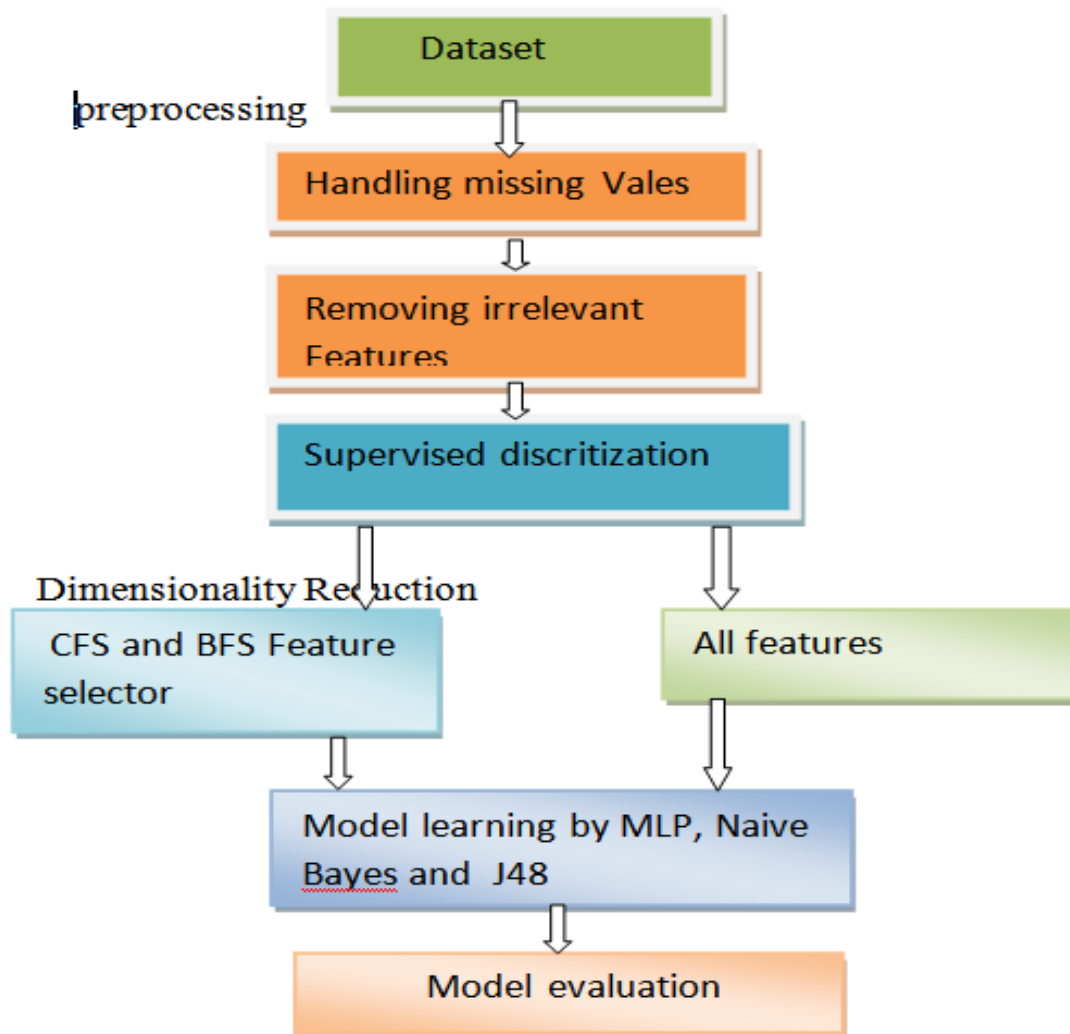 Dataset
preprocessing
Handling missing Vales
Removing irrelevant
Features
Supervised discritization
Dimensionality Reduction
CFS and BFS Feature
selector
All features
Model learning by MLP, Naive
Bayes and J48
Model evaluation